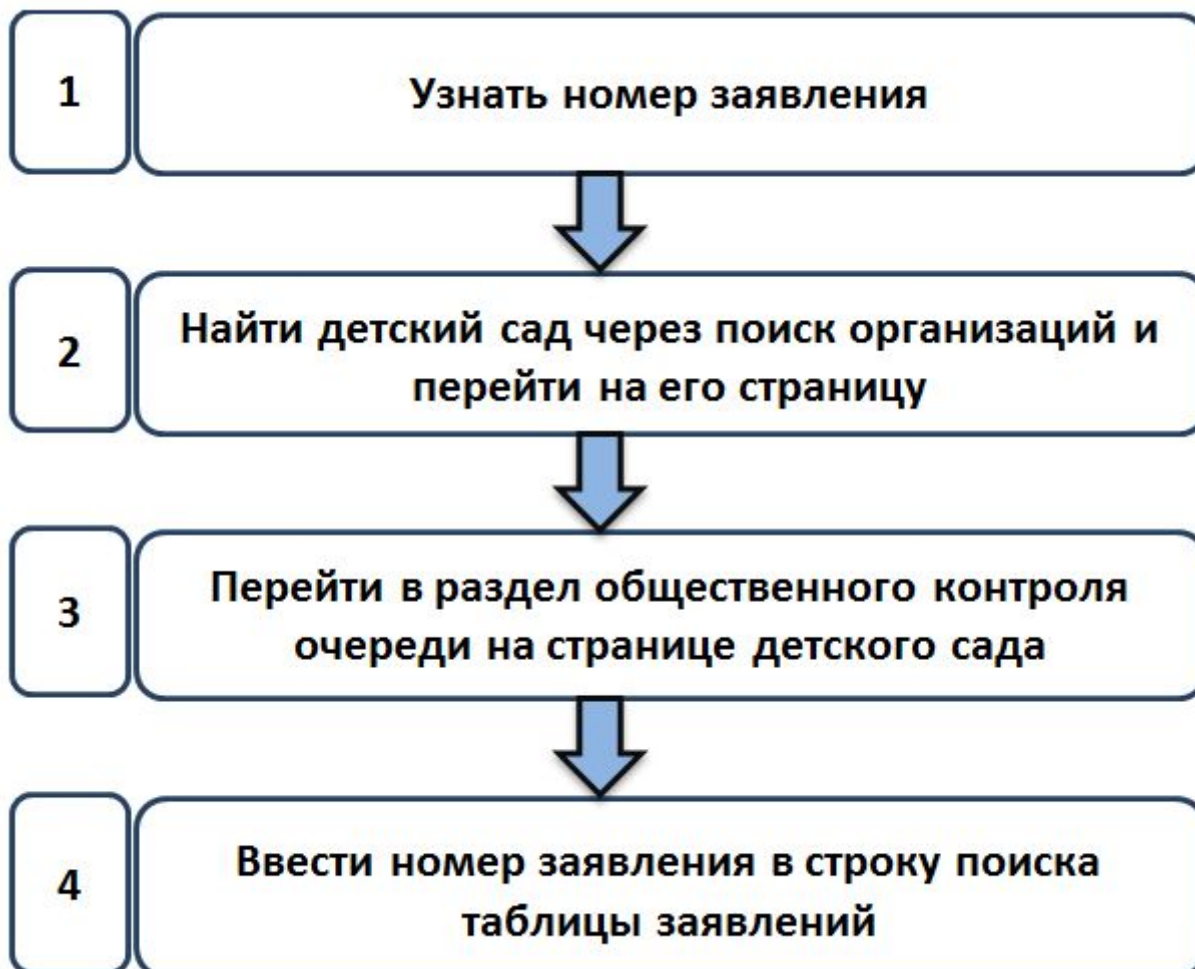 1
Узнать номер заявления
2
Найти детский сад через поиск организаций и
перейти на его страницу
3
Перейти в раздел общественного контроля
очереди на странице детского сада
4
Ввести номер заявления в строку поиска
таблицы заявлений